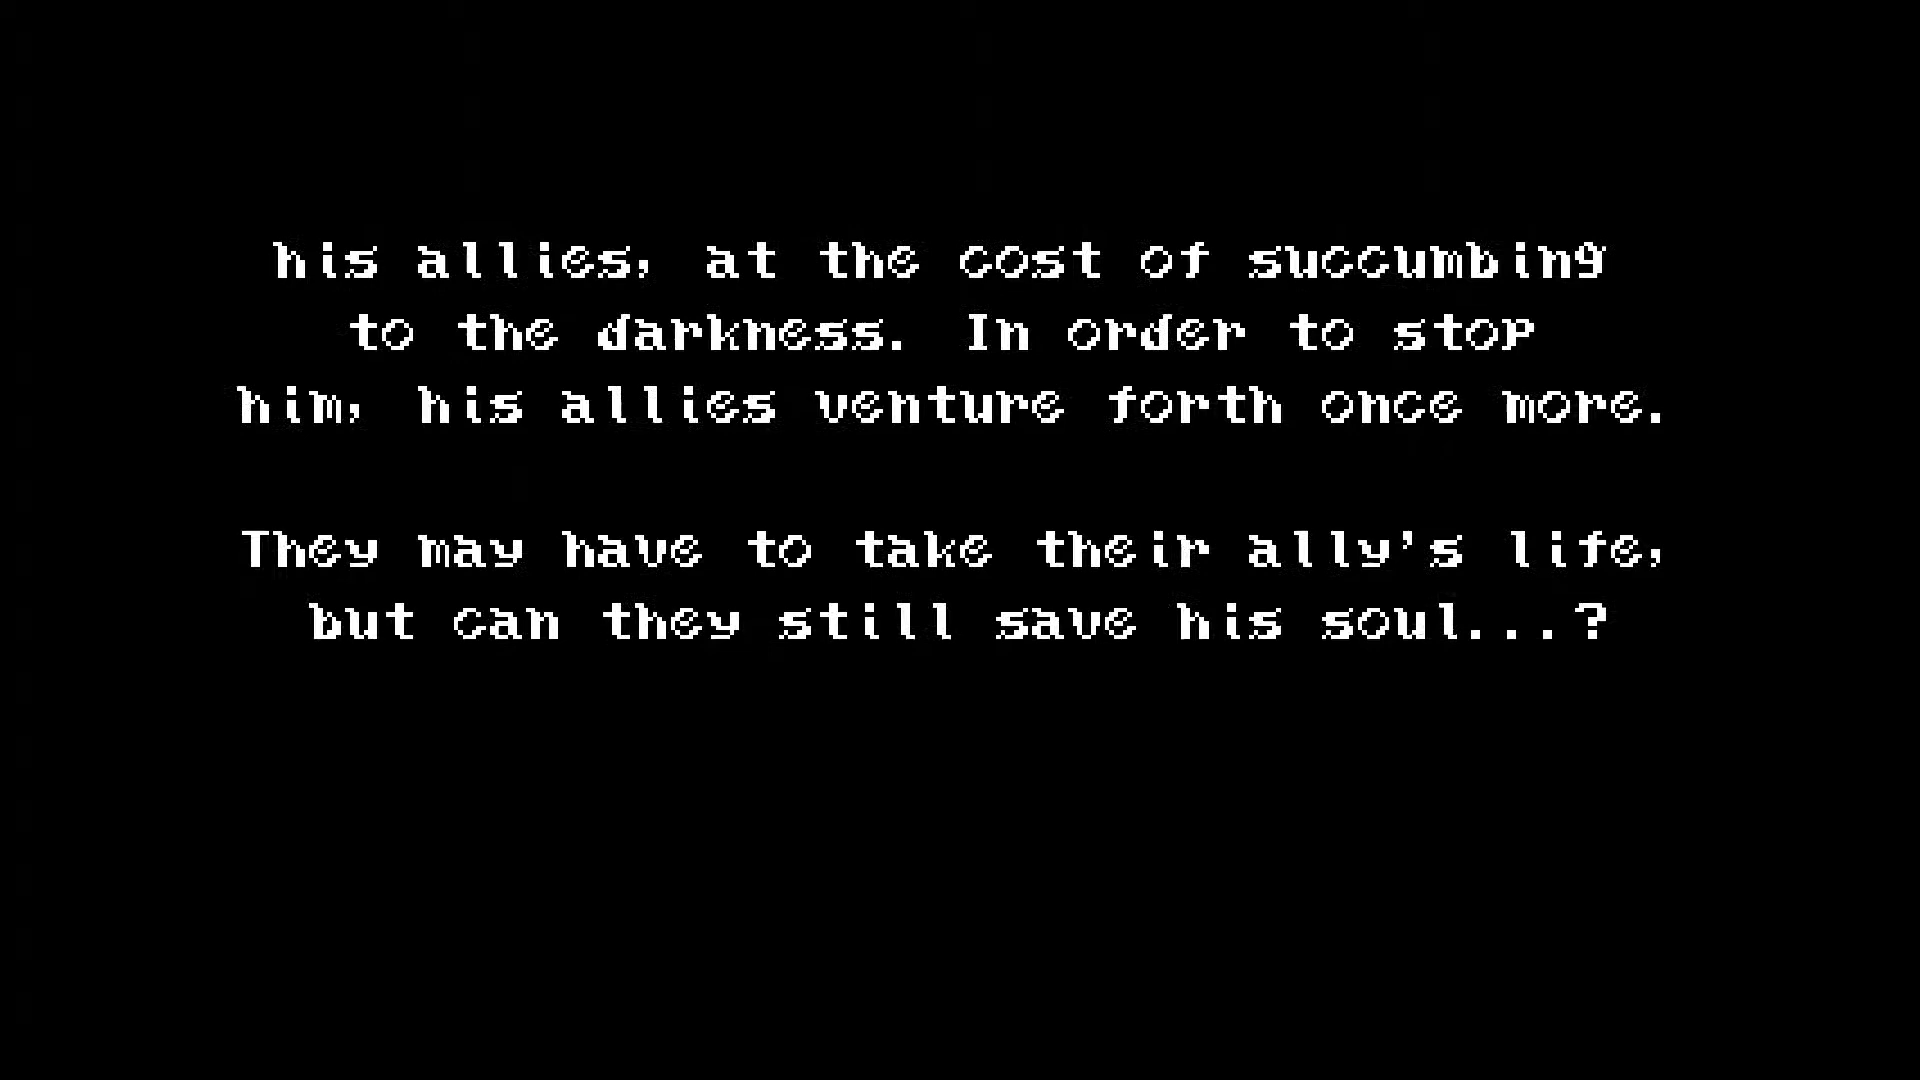 his allies, at the cost of succumbing
to the darkness. In order to stop
him, his allies venture forth once more.
They may have to take their ally's life,
but can they still save his soul...?